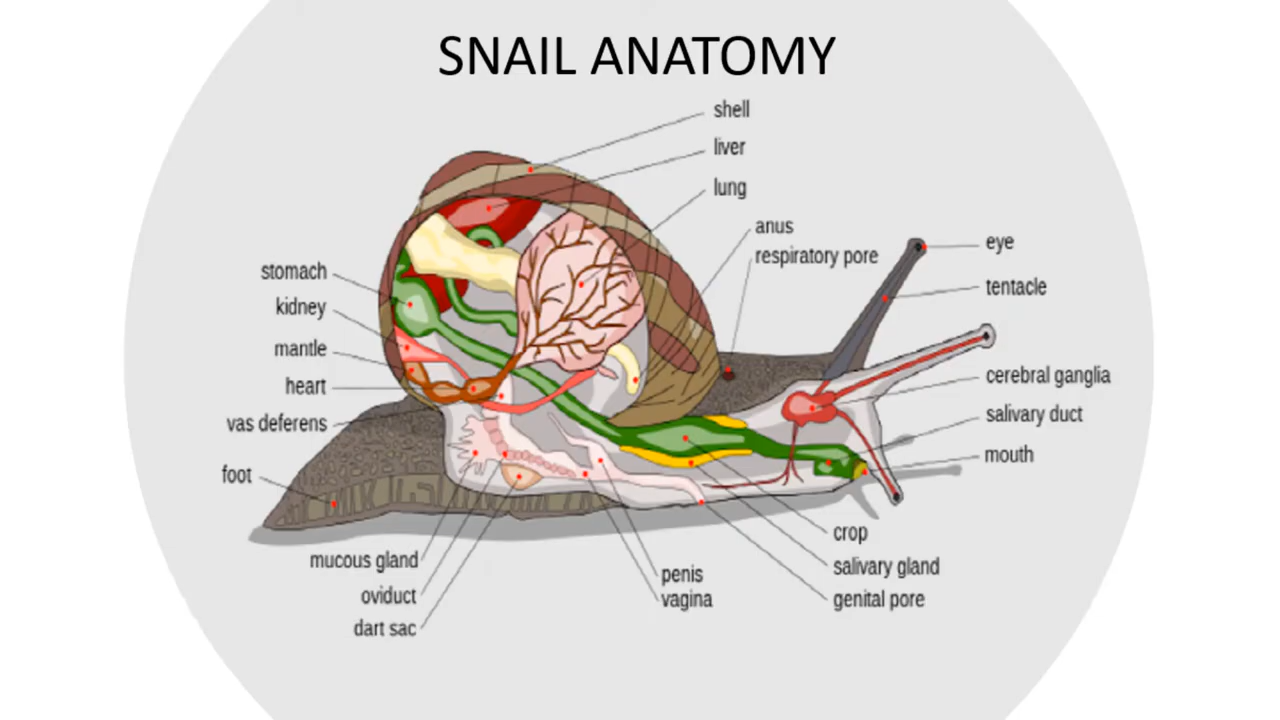 SNAIL ANATOMY
shell
liver
lung
anus
respiratory pore
eye
tentacle
stomach
kidney
mantle
heart
vas deferens
foot
cerebral ganglia
salivary duct
mouth
mucous gland
oviduct
dart sac
penis
vagina
crop
salivary gland
genital pore